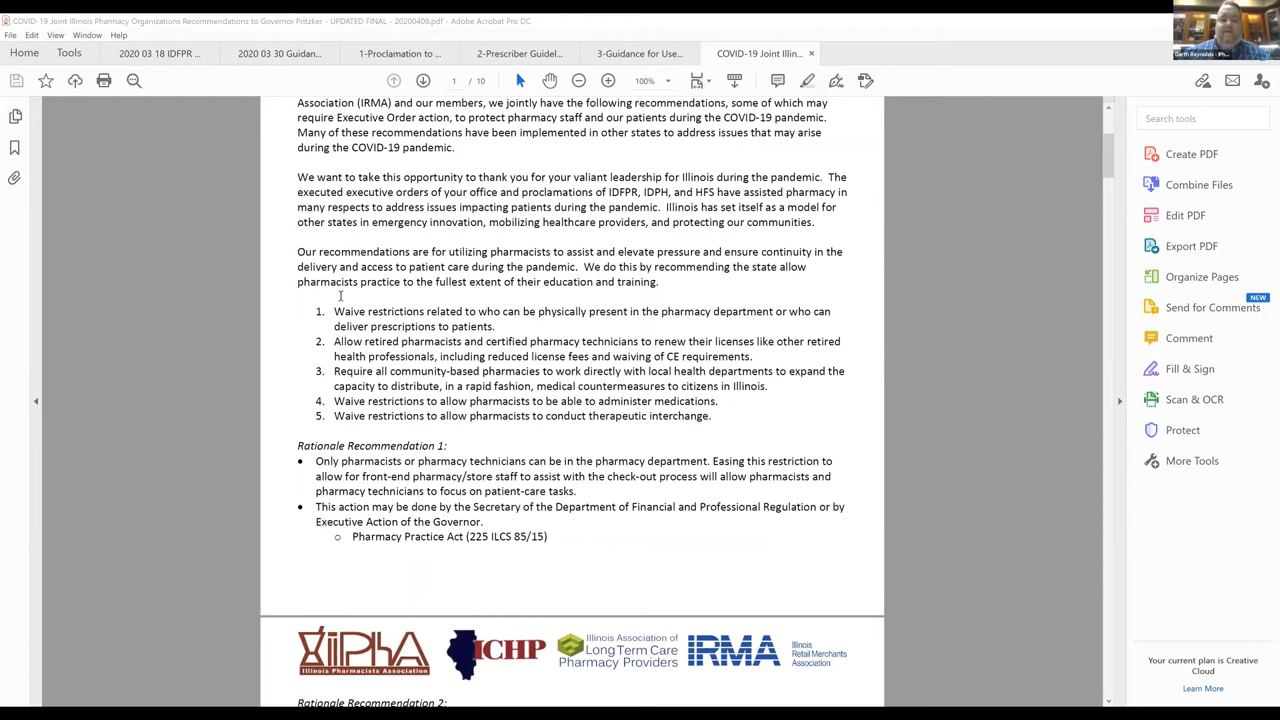 COVID-19 Joint Illinois Pharmacy Organizations Recommendations to Governor Pritzker - UPDATED FINAL - 20200408.pdf - Adobe Acrobat Pro DC
File Edit View Window Help
Home Tools 2020 03 18 IDFPR ... 2020 03 30 Guidan... 1-Proclamation to ... 2-Prescriber Guidel... 3-Guidance for Use... COVID-19 Joint Illin... ×
Garth Reynolds - IPh...
1 / 10 100%
Search tools
Create PDF
Combine Files
Edit PDF
Export PDF
Organize Pages
Send for Comments NEW
Comment
Fill & Sign
Scan & OCR
Protect
More Tools
Your current plan is Creative
Cloud
Learn More
Association (IRMA) and our members, we jointly have the following recommendations, some of which may
require Executive Order action, to protect pharmacy staff and our patients during the COVID-19 pandemic.
Many of these recommendations have been implemented in other states to address issues that may arise
during the COVID-19 pandemic.
We want to take this opportunity to thank you for your valiant leadership for Illinois during the pandemic. The
executed executive orders of your office and proclamations of IDFPR, IDPH, and HFS have assisted pharmacy in
many respects to address issues impacting patients during the pandemic. Illinois has set itself as a model for
other states in emergency innovation, mobilizing healthcare providers, and protecting our communities.
Our recommendations are for utilizing pharmacists to assist and elevate pressure and ensure continuity in the
delivery and access to patient care during the pandemic. We do this by recommending the state allow
pharmacists practice to the fullest extent of their education and training.
1. Waive restrictions related to who can be physically present in the pharmacy department or who can
deliver prescriptions to patients.
2. Allow retired pharmacists and certified pharmacy technicians to renew their licenses like other retired
health professionals, including reduced license fees and waiving of CE requirements.
3. Require all community-based pharmacies to work directly with local health departments to expand the
capacity to distribute, in a rapid fashion, medical countermeasures to citizens in Illinois.
4. Waive restrictions to allow pharmacists to be able to administer medications.
5. Waive restrictions to allow pharmacists to conduct therapeutic interchange.
Rationale Recommendation 1:
• Only pharmacists or pharmacy technicians can be in the pharmacy department. Easing this restriction to
allow for front-end pharmacy/store staff to assist with the check-out process will allow pharmacists and
pharmacy technicians to focus on patient-care tasks.
• This action may be done by the Secretary of the Department of Financial and Professional Regulation or by
Executive Action of the Governor.
o Pharmacy Practice Act (225 ILCS 85/15)
IPhA
Illinois Pharmacists Association
ICHP
Illinois Association of
Long Term Care
Pharmacy Providers
IRMA
Illinois
Retail Merchants
Association
Rationale Recommendation 2: